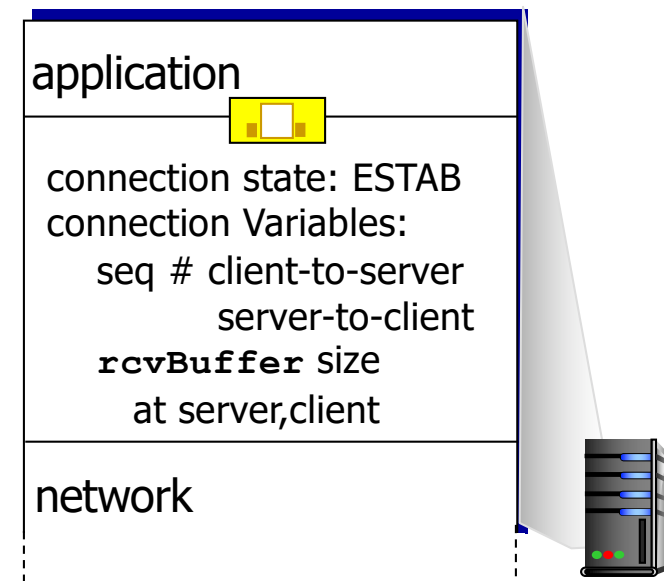 application
connection state: ESTAB
connection Variables:
seq # client-to-server
server-to-client
rcvBuffer size
at server,client
network